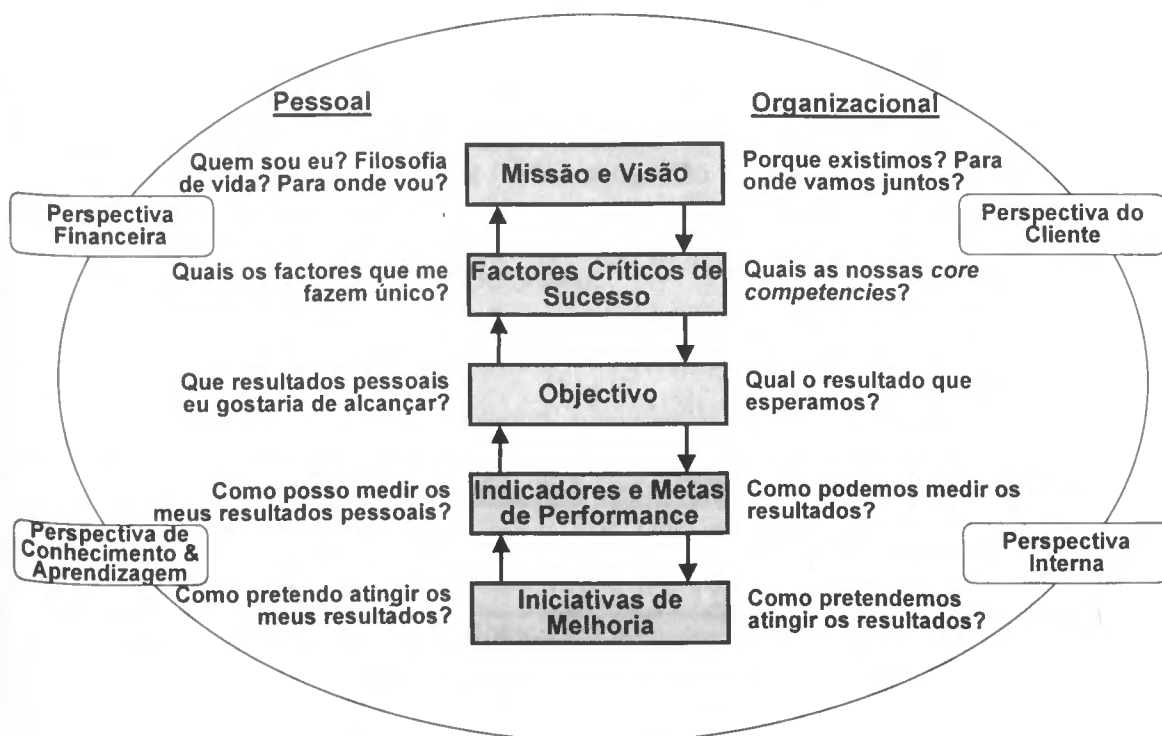 Pessoal
Organizacional
Quem sou eu? Filosofia
de vida? Para onde vou?
Missão e Visão
Porque existimos? Para
onde vamos juntos?
Perspectiva
Financeira
Perspectiva do
Cliente
Quais os factores que me
fazem único?
Factores Críticos de
Sucesso
Quais as nossas core
competencies?
Que resultados pessoais
eu gostaria de alcançar?
Objectivo
Qual o resultado que
esperamos?
Como posso medir os
meus resultados pessoais?
Indicadores e Metas
de Performance
Como podemos medir os
resultados?
Perspectiva de
Conhecimento &
Aprendizagem
Perspectiva
Interna
Como pretendo atingir os
meus resultados?
Iniciativas de
Melhoria
Como pretendemos
atingir os resultados?